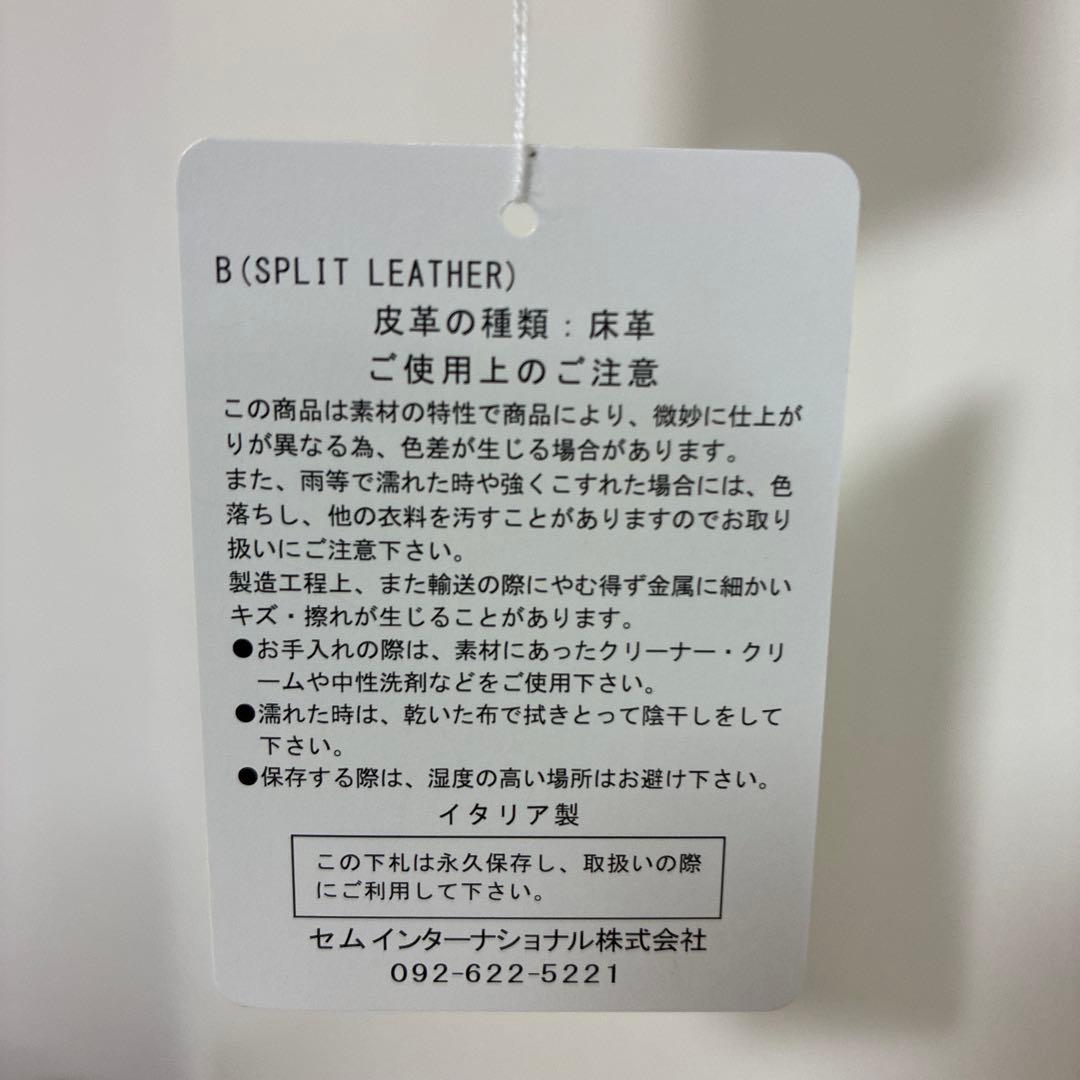 B(SPLIT LEATHER)
皮革の種類：床革
ご使用上のご注意
この商品は素材の特性で商品により、微妙に仕上が
りが異なる為、色差が生じる場合があります。
また、雨等で濡れた時や強くこすれた場合には、色
落ちし、他の衣料を汚すことがありますのでお取り
扱いにご注意下さい。
製造工程上、また輸送の際にやむ得ず金属に細かい
キズ・擦れが生じることがあります。
●お手入れの際は、素材にあったクリーナー・クリ
ームや中性洗剤などをご使用下さい。
●濡れた時は、乾いた布で拭きとって陰干しをして
下さい。
●保存する際は、湿度の高い場所はお避け下さい。
イタリア製
この下札は永久保存し、取扱いの際
にご利用して下さい。
セムインターナショナル株式会社
092-622-5221